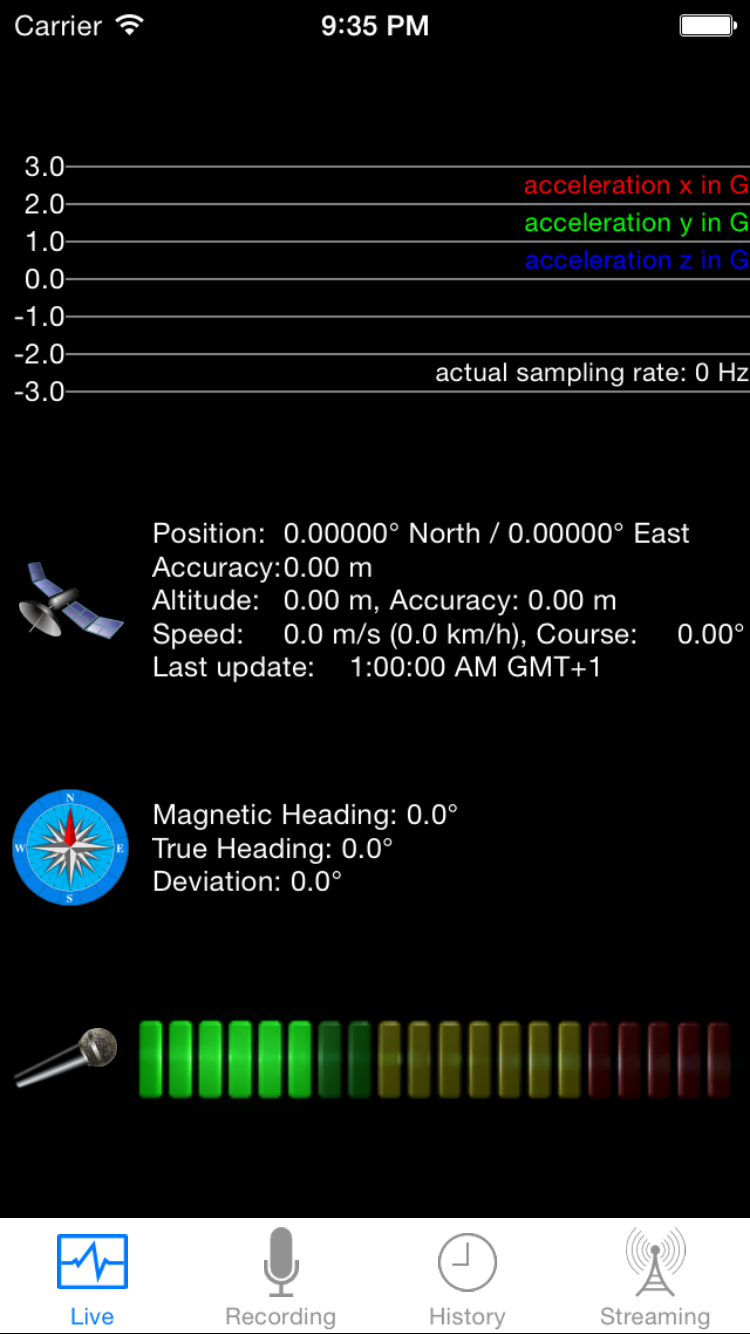 Carrier 9:35 PM
3.0
acceleration x in G
2.0
acceleration y in G
1.0
acceleration z in G
0.0
-1.0
-2.0
actual sampling rate: 0 Hz
-3.0
Position: 0.00000° North / 0.00000° East
Accuracy:0.00 m
Altitude: 0.00 m, Accuracy: 0.00 m
Speed: 0.0 m/s (0.0 km/h), Course: 0.00°
Last update: 1:00:00 AM GMT+1
N
W E
S
Magnetic Heading: 0.0°
True Heading: 0.0°
Deviation: 0.0°
Live Recording History Streaming